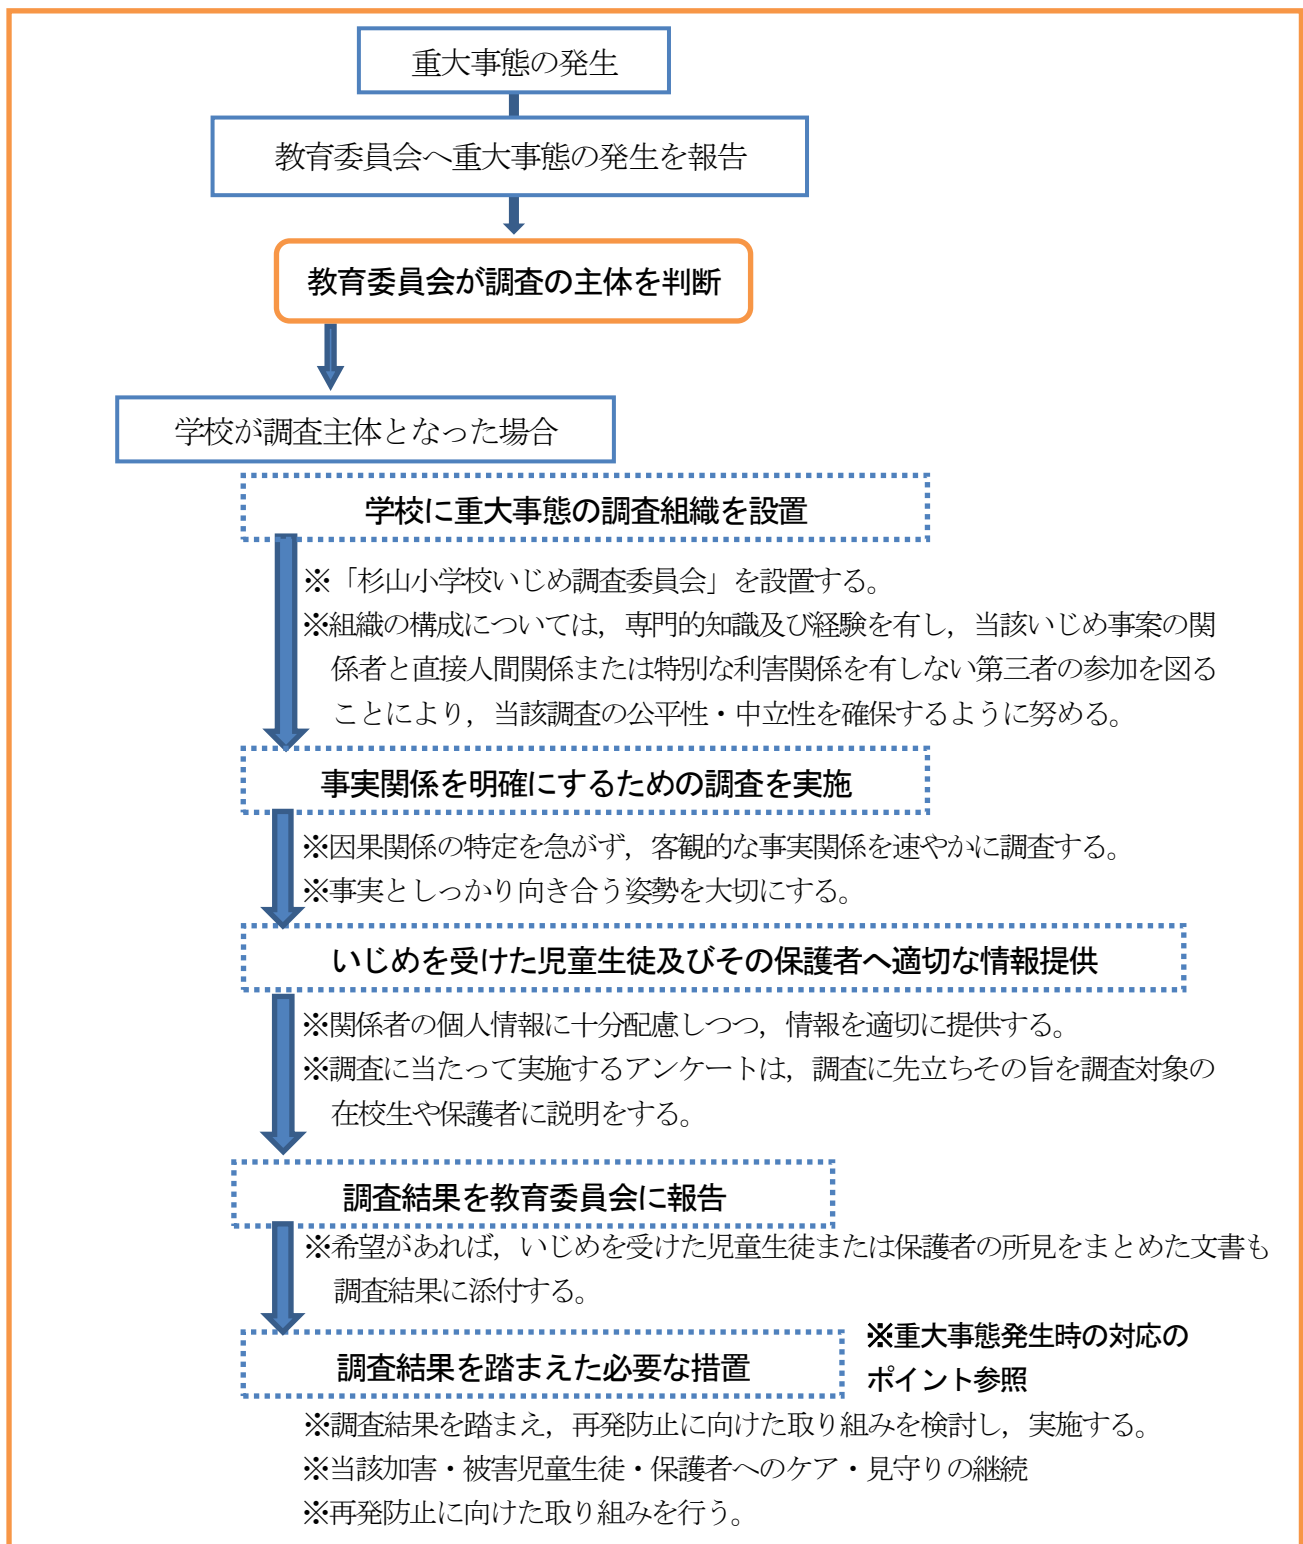 重大事態の発生
教育委員会へ重大事態の発生を報告
教育委員会が調査の主体を判断
学校が調査主体となった場合
学校に重大事態の調査組織を設置
※「杉山小学校いじめ調査委員会」を設置する。
※組織の構成については，専門的知識及び経験を有し，当該いじめ事案の関
係者と直接人間関係または特別な利害関係を有しない第三者の参加を図る
ことにより，当該調査の公平性・中立性を確保するように努める。
事実関係を明確にするための調査を実施
※因果関係の特定を急がず，客観的な事実関係を速やかに調査する。
※事実としっかり向き合う姿勢を大切にする。
いじめを受けた児童生徒及びその保護者へ適切な情報提供
※関係者の個人情報に十分配慮しつつ，情報を適切に提供する。
※調査に当たって実施するアンケートは，調査に先立ちその旨を調査対象の
在校生や保護者に説明をする。
調査結果を教育委員会に報告
※希望があれば，いじめを受けた児童生徒または保護者の所見をまとめた文書も
調査結果に添付する。
調査結果を踏まえた必要な措置
※重大事態発生時の対応の
ポイント参照
※調査結果を踏まえ，再発防止に向けた取り組みを検討し，実施する。
※当該加害・被害児童生徒・保護者へのケア・見守りの継続
※再発防止に向けた取り組みを行う。